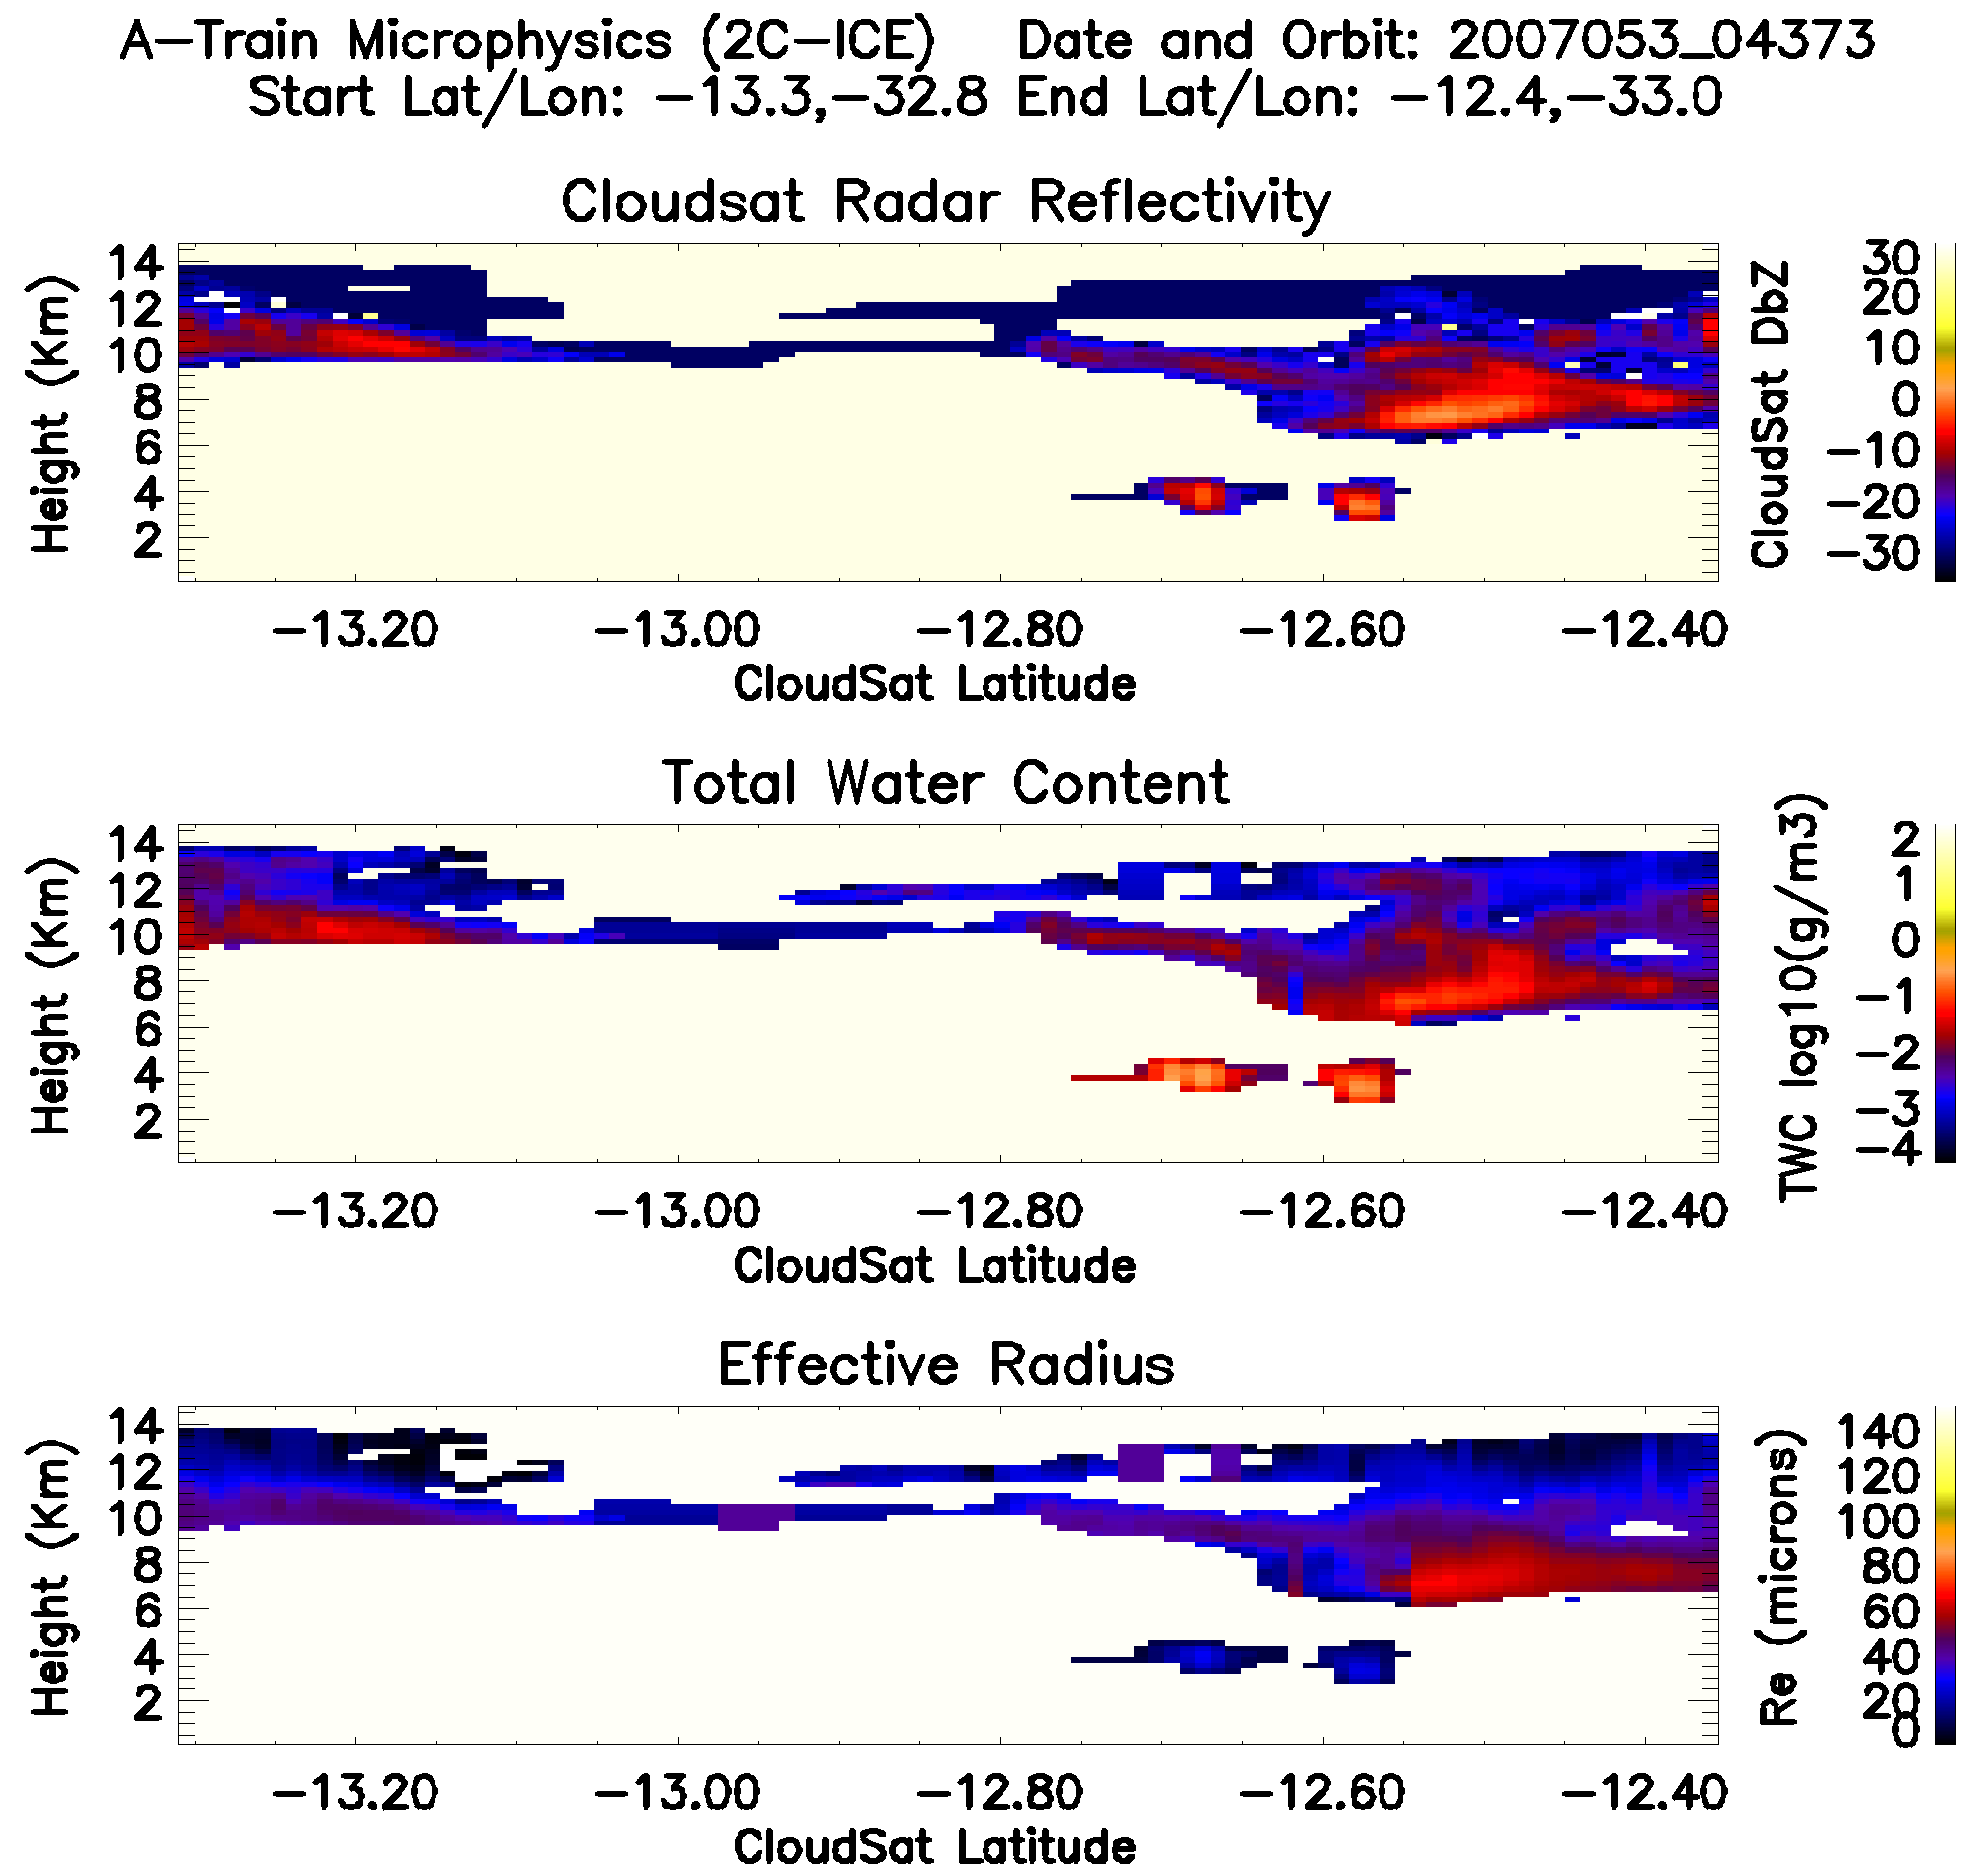 A-Train Microphysics (2C-ICE)   Date and Orbit: 2007053_04373
Start Lat/Lon: -13.3,-32.8 End Lat/Lon: -12.4,-33.0
Cloudsat Radar Reflectivity
Height (Km)
14
12
10
8
6
4
2
-13.20 -13.00 -12.80 -12.60 -12.40
CloudSat Latitude
CloudSat DbZ
30
20
10
0
-10
-20
-30
Total Water Content
Height (Km)
14
12
10
8
6
4
2
-13.20 -13.00 -12.80 -12.60 -12.40
CloudSat Latitude
TWC log10(g/m3)
2
1
0
-1
-2
-3
-4
Effective Radius
Height (Km)
14
12
10
8
6
4
2
-13.20 -13.00 -12.80 -12.60 -12.40
CloudSat Latitude
Re (microns)
140
120
100
80
60
40
20
0